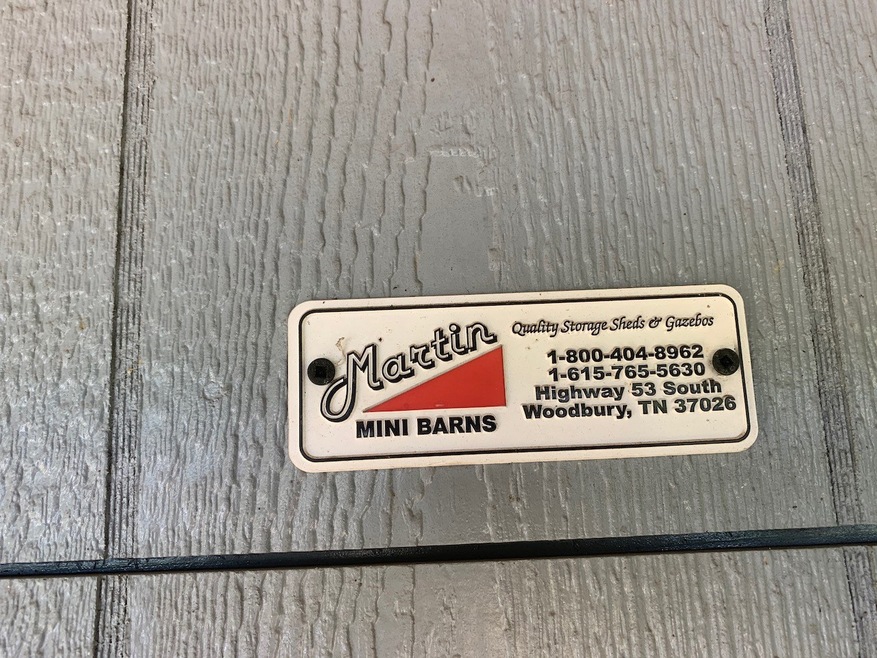 Martin
MINI BARNS
Quality Storage Sheds & Gazebos
1-800-404-8962
1-615-765-5630
Highway 53 South
Woodbury, TN 37026